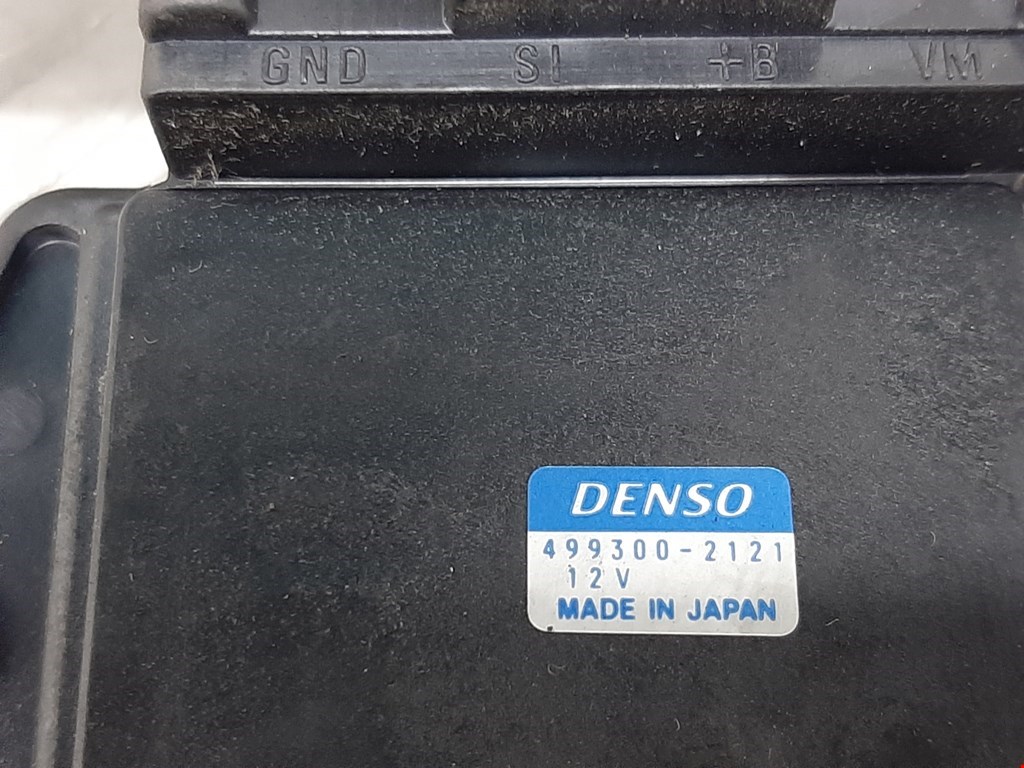 GND SI +B VM
DENSO
499300-2121
12V
MADE IN JAPAN